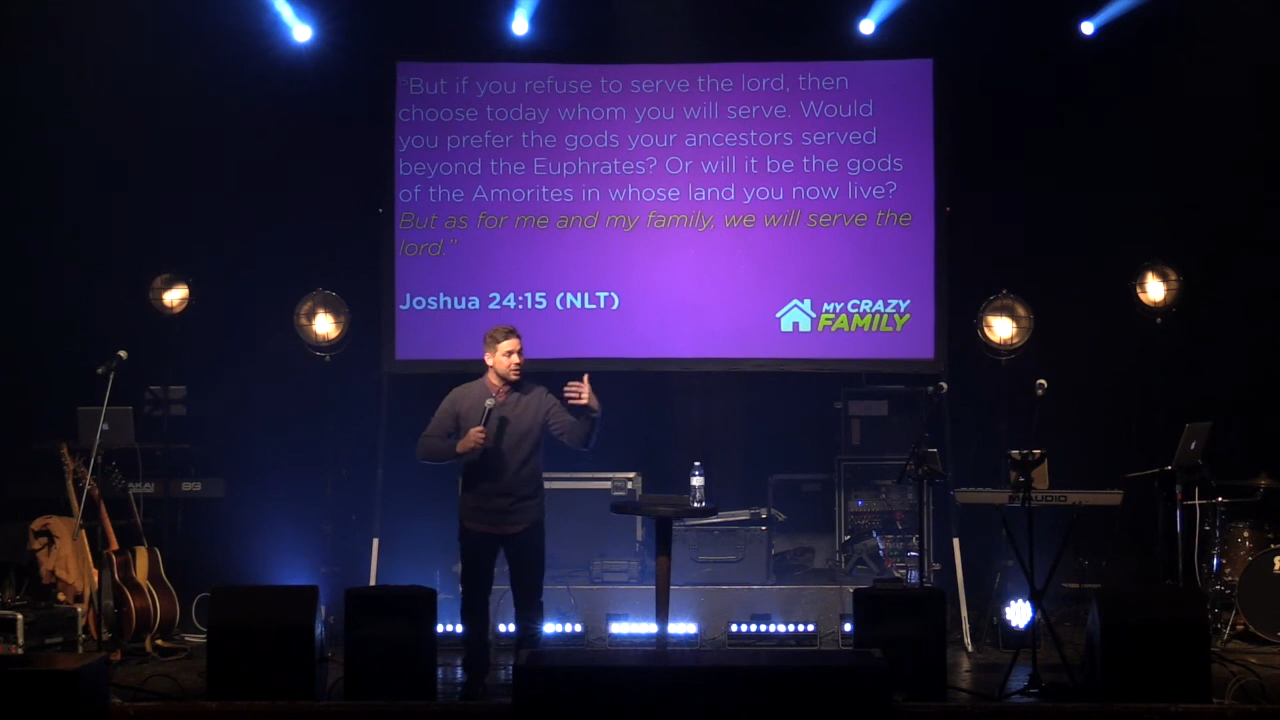 "But if you refuse to serve the lord, then
choose today whom you will serve. Would
you prefer the gods your ancestors served
beyond the Euphrates? Or will it be the gods
of the Amorites in whose land you now live?
But as for me and my family, we will serve the
lord."
Joshua 24:15 (NLT)
MY CRAZY
FAMILY
AKAI
M-AUDIO